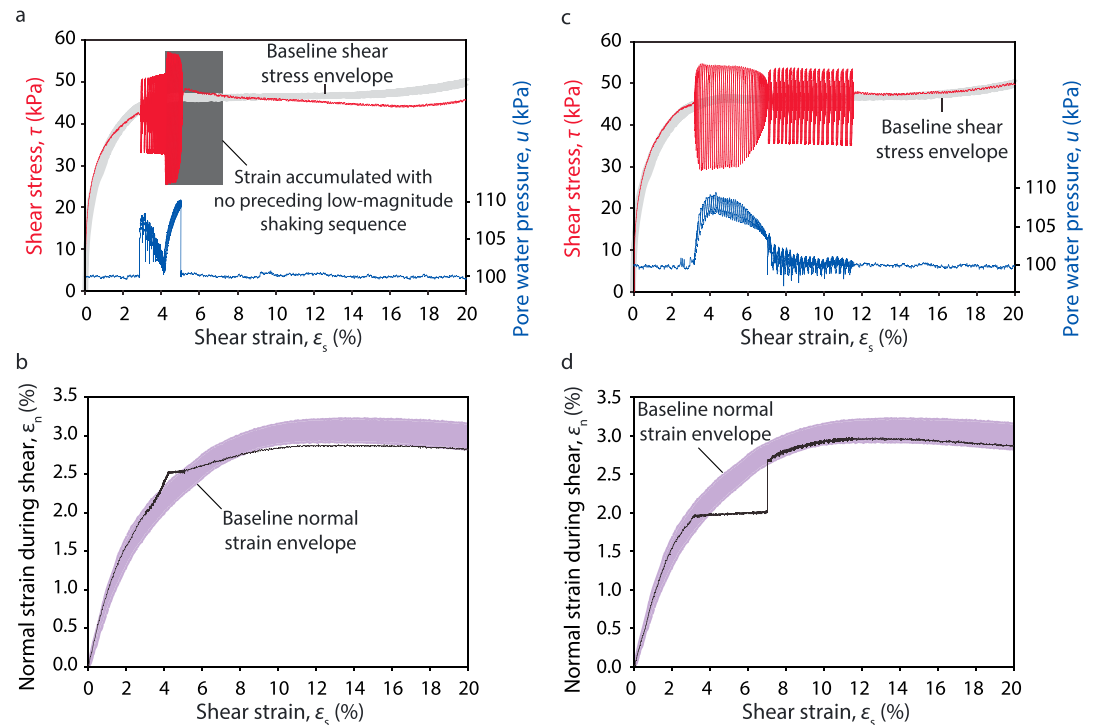 a
60
50
40
30
20
10
0
Shear stress, τ (kPa)
Baseline shear
stress envelope
Strain accumulated with
no preceding low-magnitude
shaking sequence
110
105
100
Pore water pressure, u (kPa)
0 2 4 6 8 10 12 14 16 18 20
Shear strain, εs (%)
c
60
50
40
30
20
10
0
Shear stress, τ (kPa)
Baseline shear
stress envelope
110
105
100
Pore water pressure, u (kPa)
0 2 4 6 8 10 12 14 16 18 20
Shear strain, εs (%)
b
3.5
3.0
2.5
2.0
1.5
1.0
0.5
0.0
Normal strain during shear, εn (%)
Baseline normal
strain envelope
0 2 4 6 8 10 12 14 16 18 20
Shear strain, εs (%)
d
3.5
3.0
2.5
2.0
1.5
1.0
0.5
0.0
Normal strain during shear, εn (%)
Baseline normal
strain envelope
0 2 4 6 8 10 12 14 16 18 20
Shear strain, εs (%)